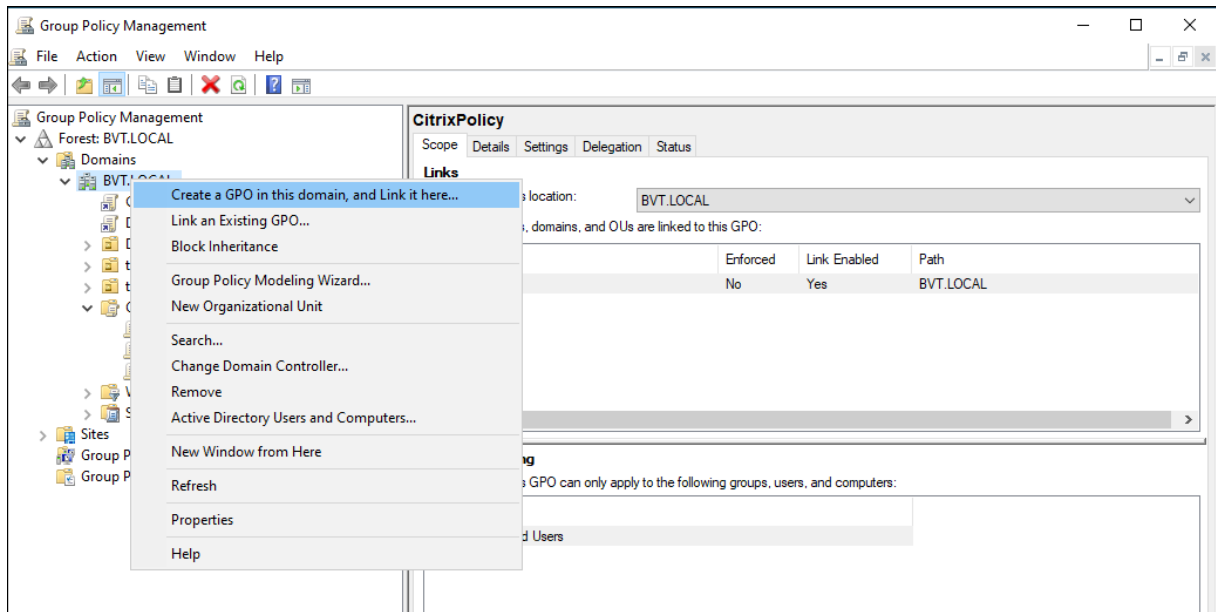 Group Policy Management
File Action View Window Help
Group Policy Management
Forest: BVT.LOCAL
Domains
BVT.LOCAL
Sites
Group P
Group P
Create a GPO in this domain, and Link it here...
Link an Existing GPO...
Block Inheritance
Group Policy Modeling Wizard...
New Organizational Unit
Search...
Change Domain Controller...
Remove
Active Directory Users and Computers...
New Window from Here
Refresh
Properties
Help
CitrixPolicy
Scope Details Settings Delegation Status
Links
location: BVT.LOCAL
, domains, and OUs are linked to this GPO:
Enforced Link Enabled Path
No Yes BVT.LOCAL
GPO can only apply to the following groups, users, and computers:
d Users